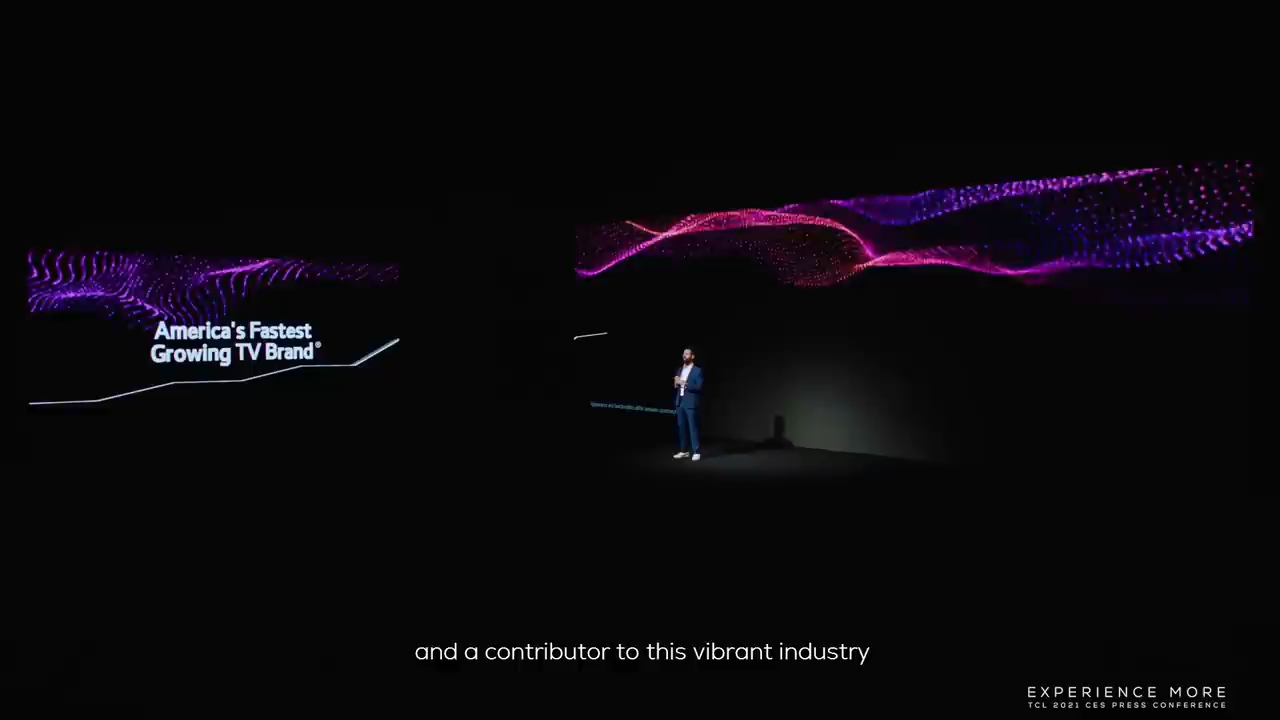 America's Fastest
Growing TV Brand®
and a contributor to this vibrant industry
EXPERIENCE MORE
TCL 2021 CES PRESS CONFERENCE